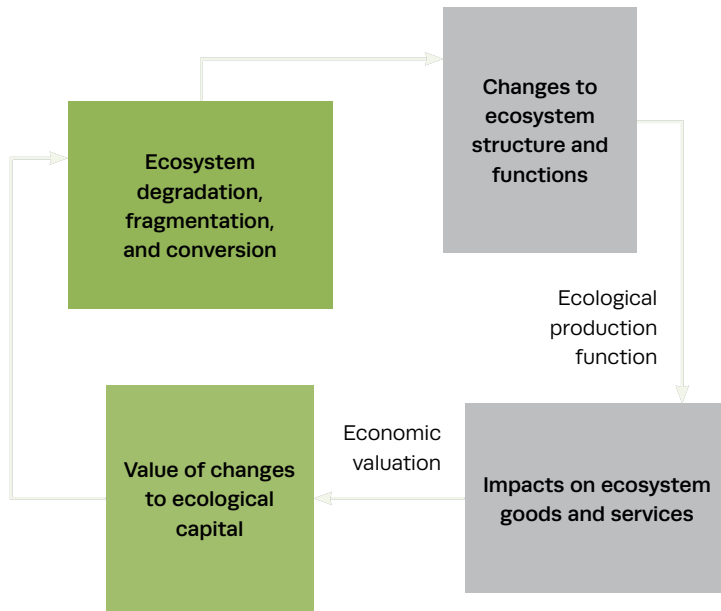 Changes to
ecosystem
structure and
functions
Ecosystem
degradation,
fragmentation,
and conversion
Ecological
production
function
Economic
valuation
Value of changes
to ecological
capital
Impacts on ecosystem
goods and services